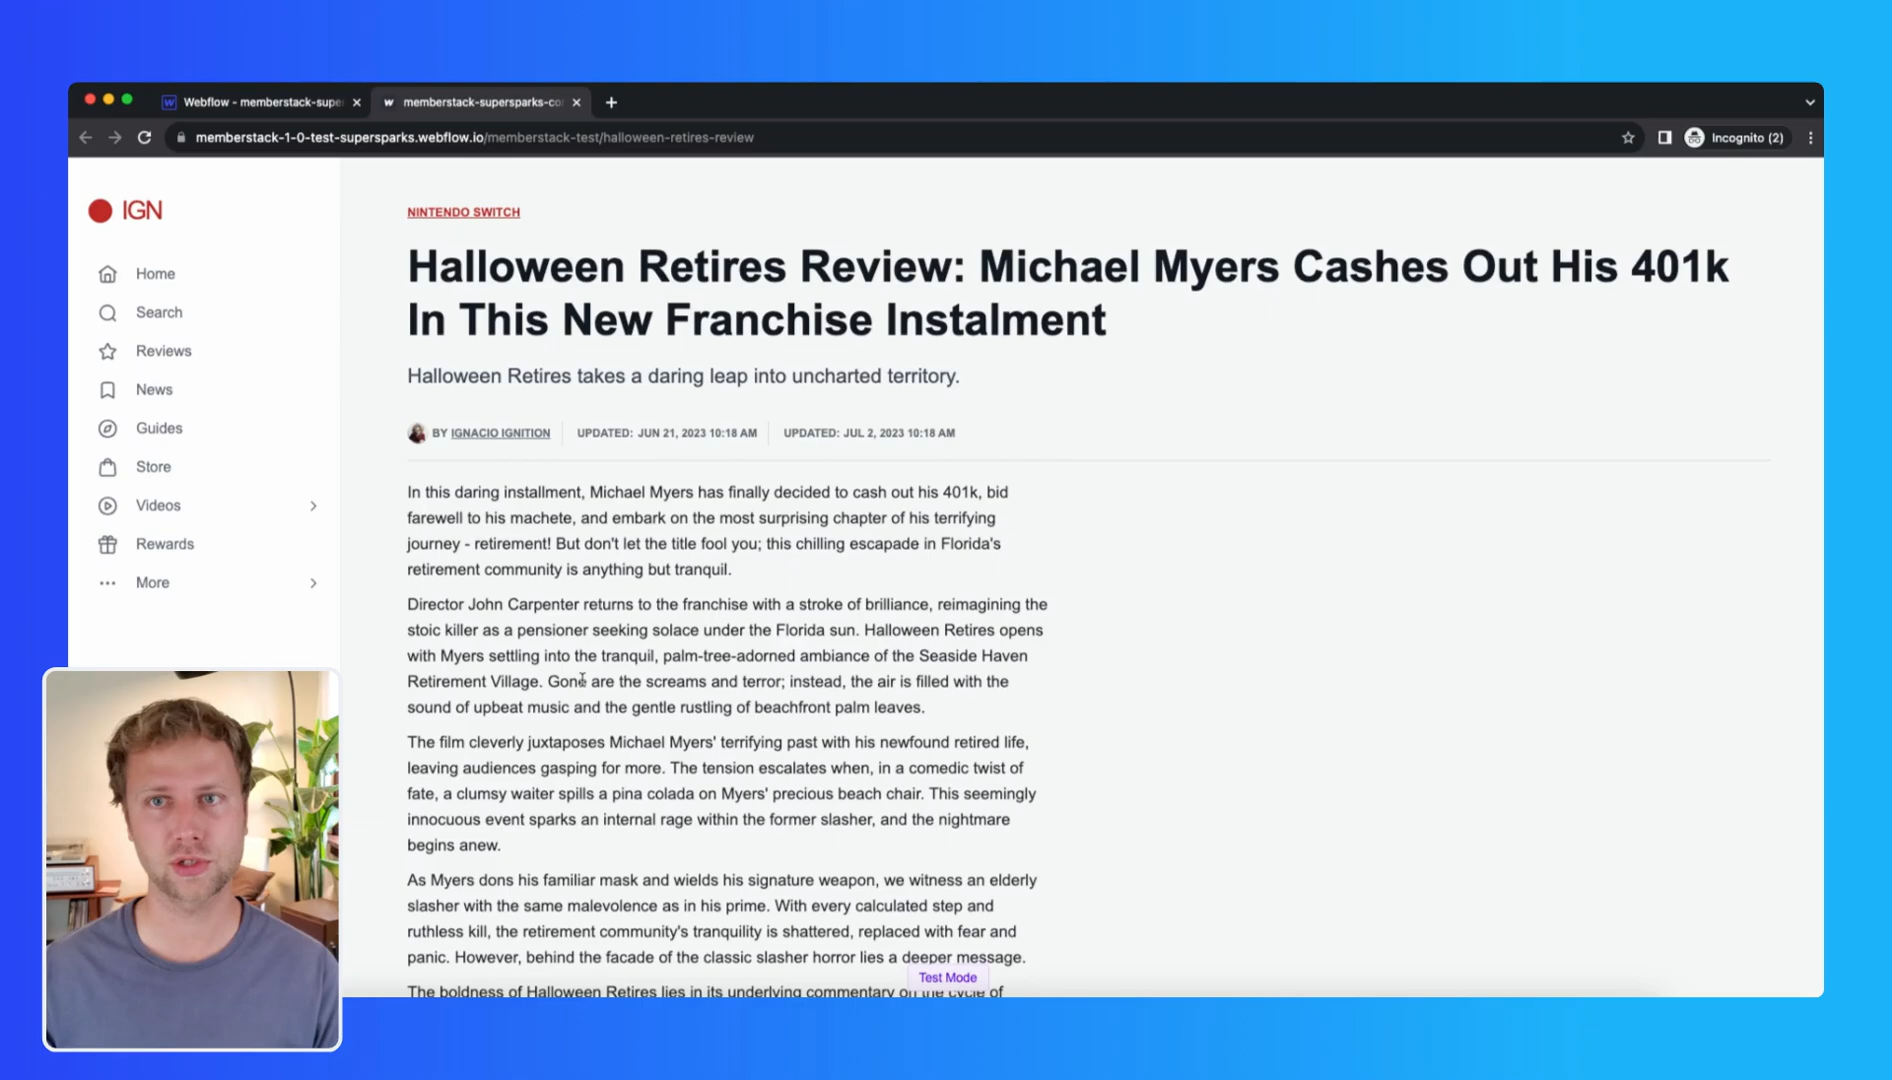 Webflow - memberstack-supe
memberstack-supersparks-co
memberstack-1-0-test-supersparks.webflow.io/memberstack-test/halloween-retires-review
Incognito (2)
IGN
Home
Search
Reviews
News
Guides
Store
Videos
Rewards
More
NINTENDO SWITCH
Halloween Retires Review: Michael Myers Cashes Out His 401k
In This New Franchise Instalment
Halloween Retires takes a daring leap into uncharted territory.
BY IGNACIO IGNITION
UPDATED: JUN 21, 2023 10:18 AM
UPDATED: JUL 2, 2023 10:18 AM
In this daring installment, Michael Myers has finally decided to cash out his 401k, bid
farewell to his machete, and embark on the most surprising chapter of his terrifying
journey - retirement! But don't let the title fool you; this chilling escapade in Florida's
retirement community is anything but tranquil.
Director John Carpenter returns to the franchise with a stroke of brilliance, reimagining the
stoic killer as a pensioner seeking solace under the Florida sun. Halloween Retires opens
with Myers settling into the tranquil, palm-tree-adorned ambiance of the Seaside Haven
Retirement Village. Gone are the screams and terror; instead, the air is filled with the
sound of upbeat music and the gentle rustling of beachfront palm leaves.
The film cleverly juxtaposes Michael Myers' terrifying past with his newfound retired life,
leaving audiences gasping for more. The tension escalates when, in a comedic twist of
fate, a clumsy waiter spills a pina colada on Myers' precious beach chair. This seemingly
innocuous event sparks an internal rage within the former slasher, and the nightmare
begins anew.
As Myers dons his familiar mask and wields his signature weapon, we witness an elderly
slasher with the same malevolence as in his prime. With every calculated step and
ruthless kill, the retirement community's tranquility is shattered, replaced with fear and
panic. However, behind the facade of the classic slasher horror lies a deeper message.
Test Mode
The boldness of Halloween Retires lies in its underlying commentary on the cycle of